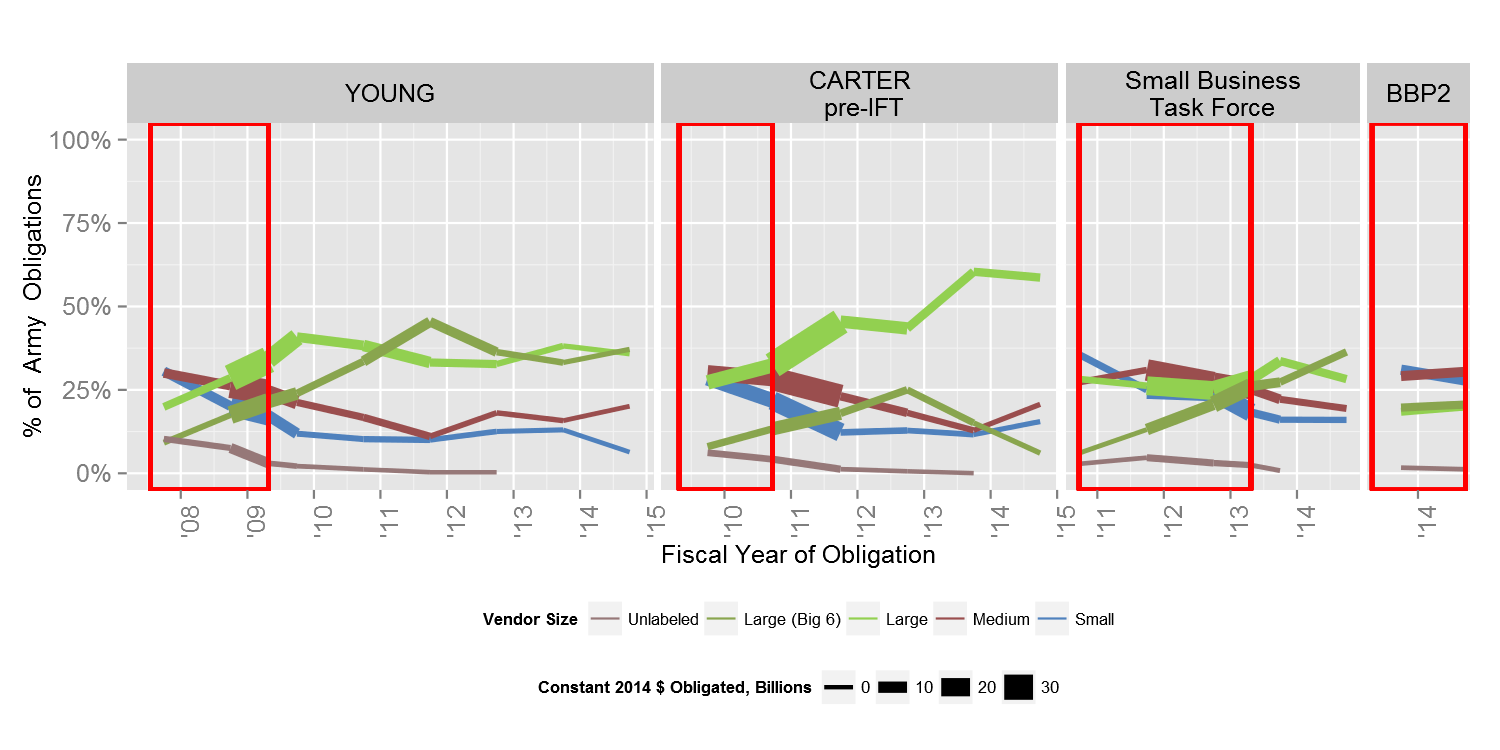 YOUNG
CARTER
pre-IFT
Small Business
Task Force
BBP2
% of Army Obligations
100%
75%
50%
25%
0%
'08 '09 '10 '11 '12 '13 '14 '15
'10 '11 '12 '13 '14 '15
'11 '12 '13 '14
'14
Fiscal Year of Obligation
Vendor Size Unlabeled Large (Big 6) Large Medium Small
Constant 2014 $ Obligated, Billions 0 10 20 30